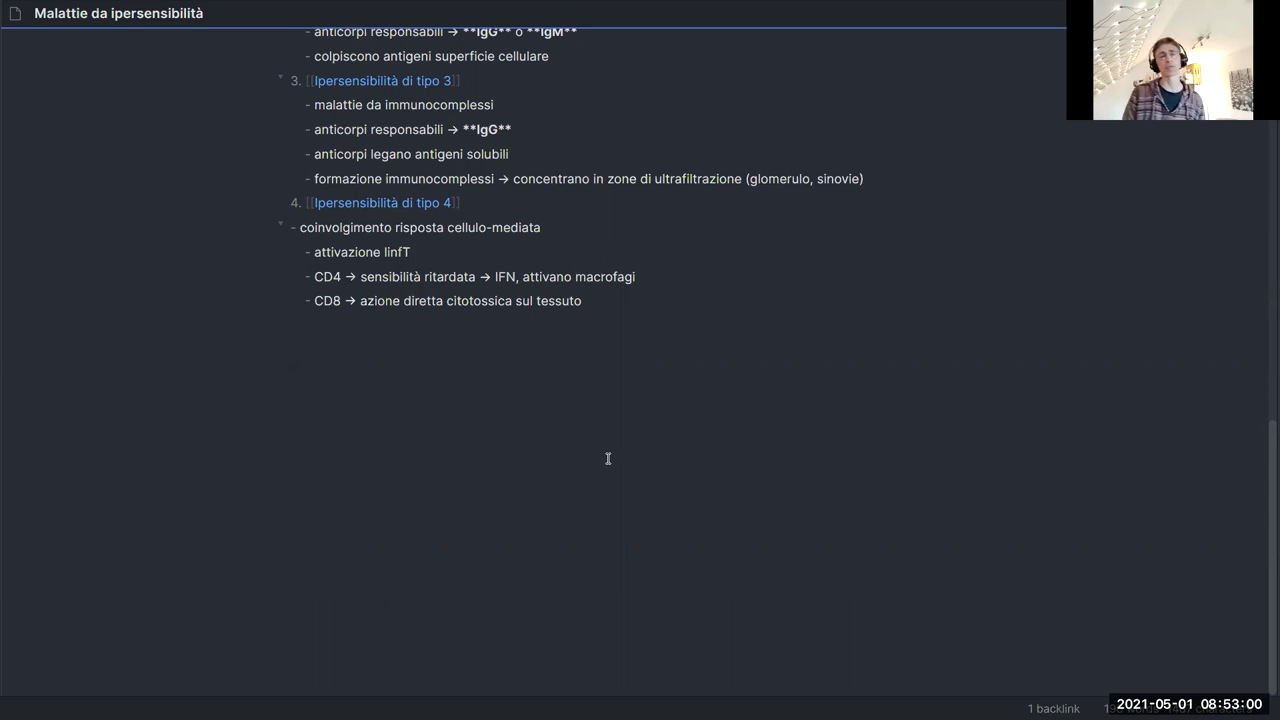 Malattie da ipersensibilità
- anticorpi responsabili → **IgG** o **IgM**
- colpiscono antigeni superficie cellulare
3. [[Ipersensibilità di tipo 3]]
- malattie da immunocomplessi
- anticorpi responsabili → **IgG**
- anticorpi legano antigeni solubili
- formazione immunocomplessi → concentrano in zone di ultrafiltrazione (glomerulo, sinovie)
4. [[Ipersensibilità di tipo 4]]
- coinvolgimento risposta cellulo-mediata
- attivazione linfT
- CD4 → sensibilità ritardata → IFN, attivano macrofagi
- CD8 → azione diretta citotossica sul tessuto
1 backlink
2021-05-01 08:53:00